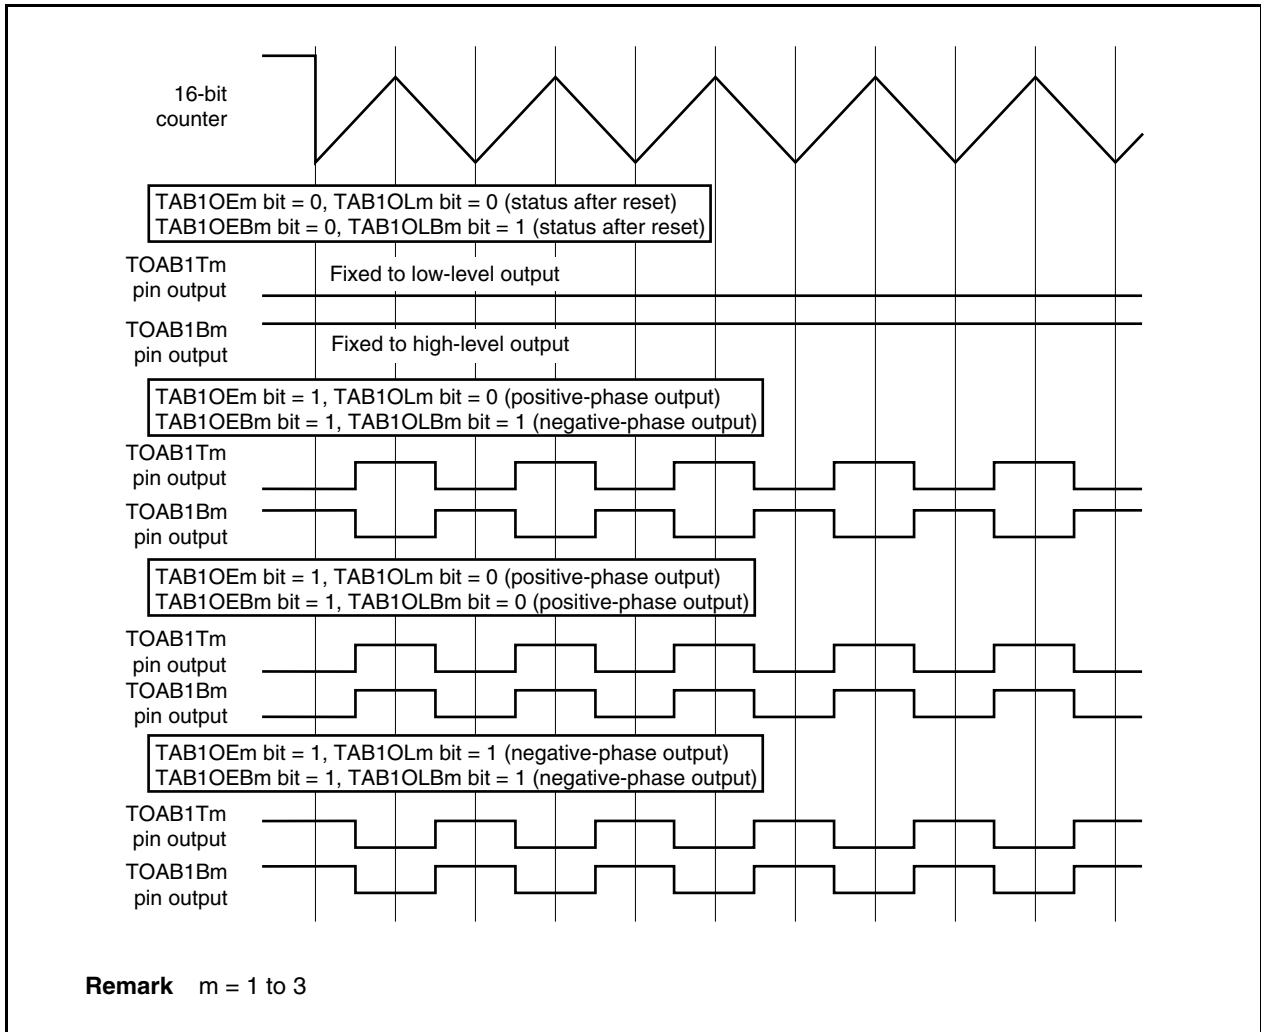 16-bit
counter
TAB1OEm bit = 0, TAB1OLm bit = 0 (status after reset)
TAB1OEBm bit = 0, TAB1OLBm bit = 1 (status after reset)
TOAB1Tm
pin output
Fixed to low-level output
TOAB1Bm
pin output
Fixed to high-level output
TAB1OEm bit = 1, TAB1OLm bit = 0 (positive-phase output)
TAB1OEBm bit = 1, TAB1OLBm bit = 1 (negative-phase output)
TOAB1Tm
pin output
TOAB1Bm
pin output
TAB1OEm bit = 1, TAB1OLm bit = 0 (positive-phase output)
TAB1OEBm bit = 1, TAB1OLBm bit = 0 (positive-phase output)
TOAB1Tm
pin output
TOAB1Bm
pin output
TAB1OEm bit = 1, TAB1OLm bit = 1 (negative-phase output)
TAB1OEBm bit = 1, TAB1OLBm bit = 1 (negative-phase output)
TOAB1Tm
pin output
TOAB1Bm
pin output
Remark m = 1 to 3